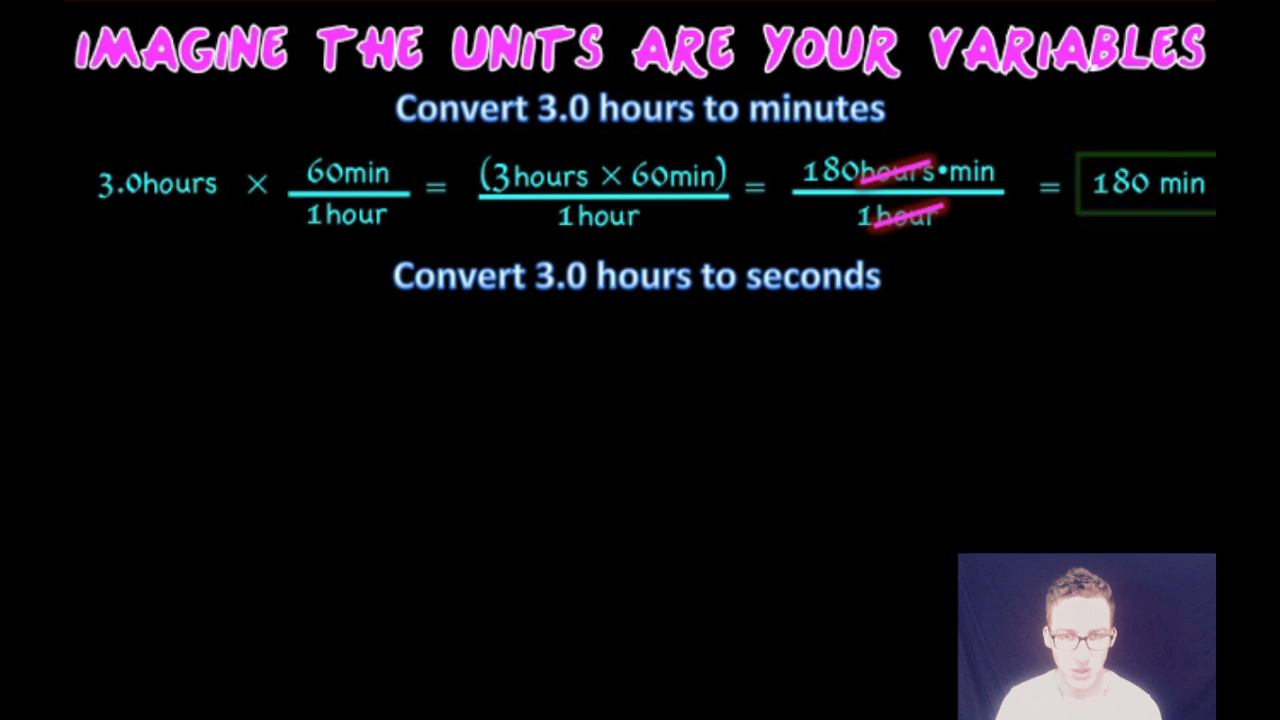 IMAGINE THE UNITS ARE YOUR VARIABLES
Convert 3.0 hours to minutes
3.0hours × 60min / 1hour = (3hours × 60min) / 1hour = 180hours•min / 1hour = 180 min
Convert 3.0 hours to seconds